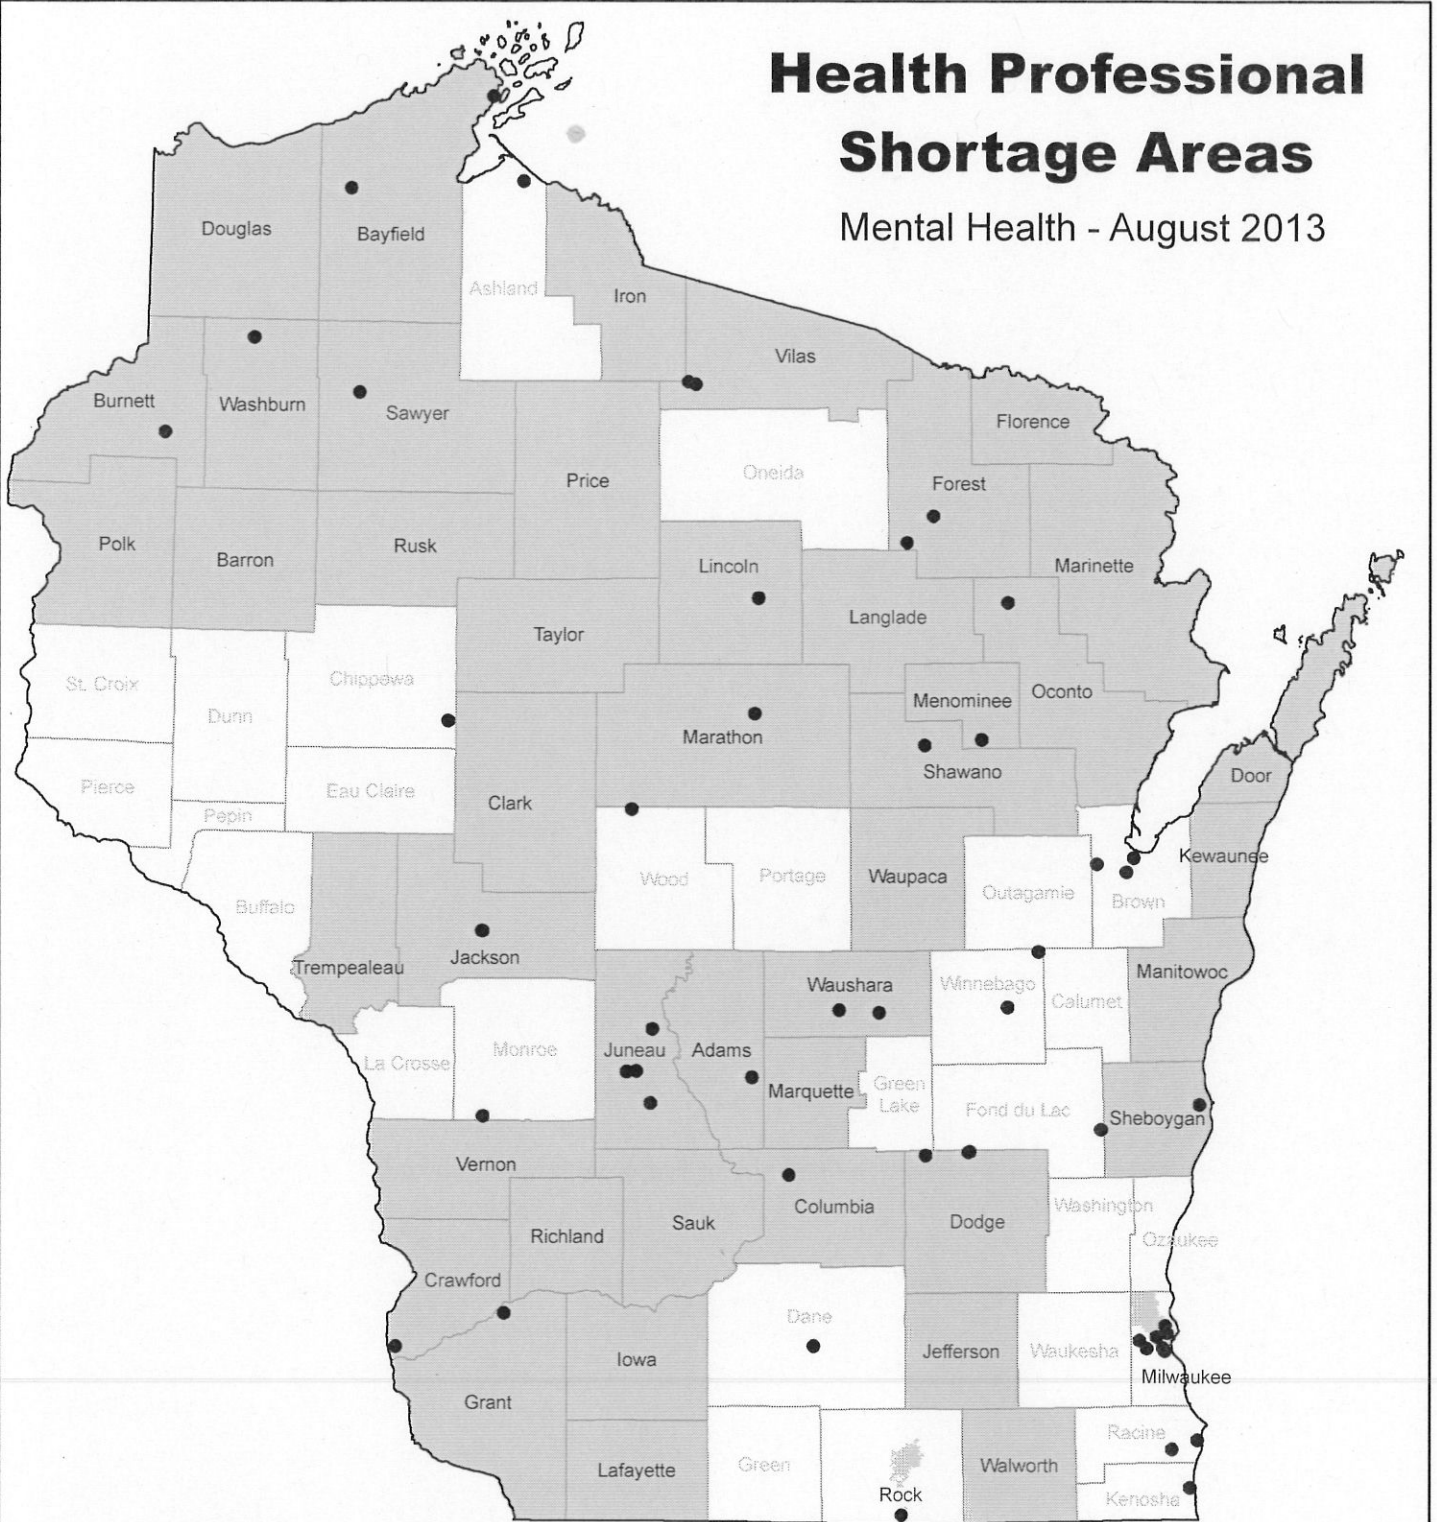 Health Professional
Shortage Areas
Mental Health - August 2013
Douglas
Bayfield
Ashland
Iron
Vilas
Burnett
Washburn
Sawyer
Florence
Price
Oneida
Forest
Polk
Barron
Rusk
Lincoln
Marinette
Langlade
Taylor
St. Croix
Chippewa
Dunn
Menominee
Oconto
Marathon
Shawano
Door
Pierce
Eau Claire
Clark
Pepin
Kewaunee
Wood
Portage
Waupaca
Outagamie
Brown
Buffalo
Trempealeau
Jackson
Waushara
Winnebago
Manitowoc
Calumet
La Crosse
Monroe
Juneau
Adams
Marquette
Green
Lake
Fond du Lac
Sheboygan
Vernon
Columbia
Washington
Richland
Sauk
Dodge
Ozaukee
Crawford
Dane
Iowa
Jefferson
Waukesha
Milwaukee
Grant
Racine
Lafayette
Green
Walworth
Rock
Kenosha